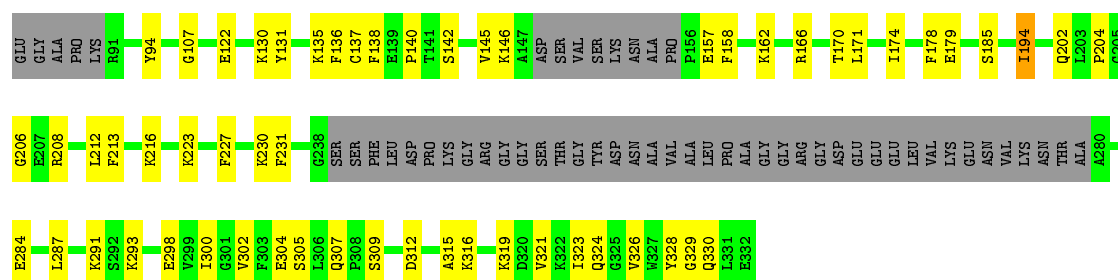 GLU GLY ALA PRO LYS R91 Y94 G107 E122 K130 Y131 K135 F136 C137 F138 E139 P140 T141 S142 V145 K146 A147 ASP SER VAL SER LYS ASN ALA PRO P156 E157 F158 K162 R166 T170 L171 I174 F178 E179 S185 I194 Q202 L203 P204 G205
G206 E207 R208 L212 F213 K216 K223 F227 K230 F231 G238 SER SER PHE LEU ASP PRO LYS GLY ARG GLY GLY SER THR GLY TYR ASP ASN ALA VAL ALA LEU PRO ALA GLY GLY ARG GLY ASP GLU GLU GLU LEU VAL LYS GLU ASN VAL LYS ASN THR ALA A280
E284 L287 K291 S292 K293 E298 V299 I300 G301 V302 F303 E304 S305 L306 Q307 P308 S309 D312 A315 K316 K319 D320 V321 K322 I323 Q324 G325 V326 W327 Y328 G329 Q330 L331 E332